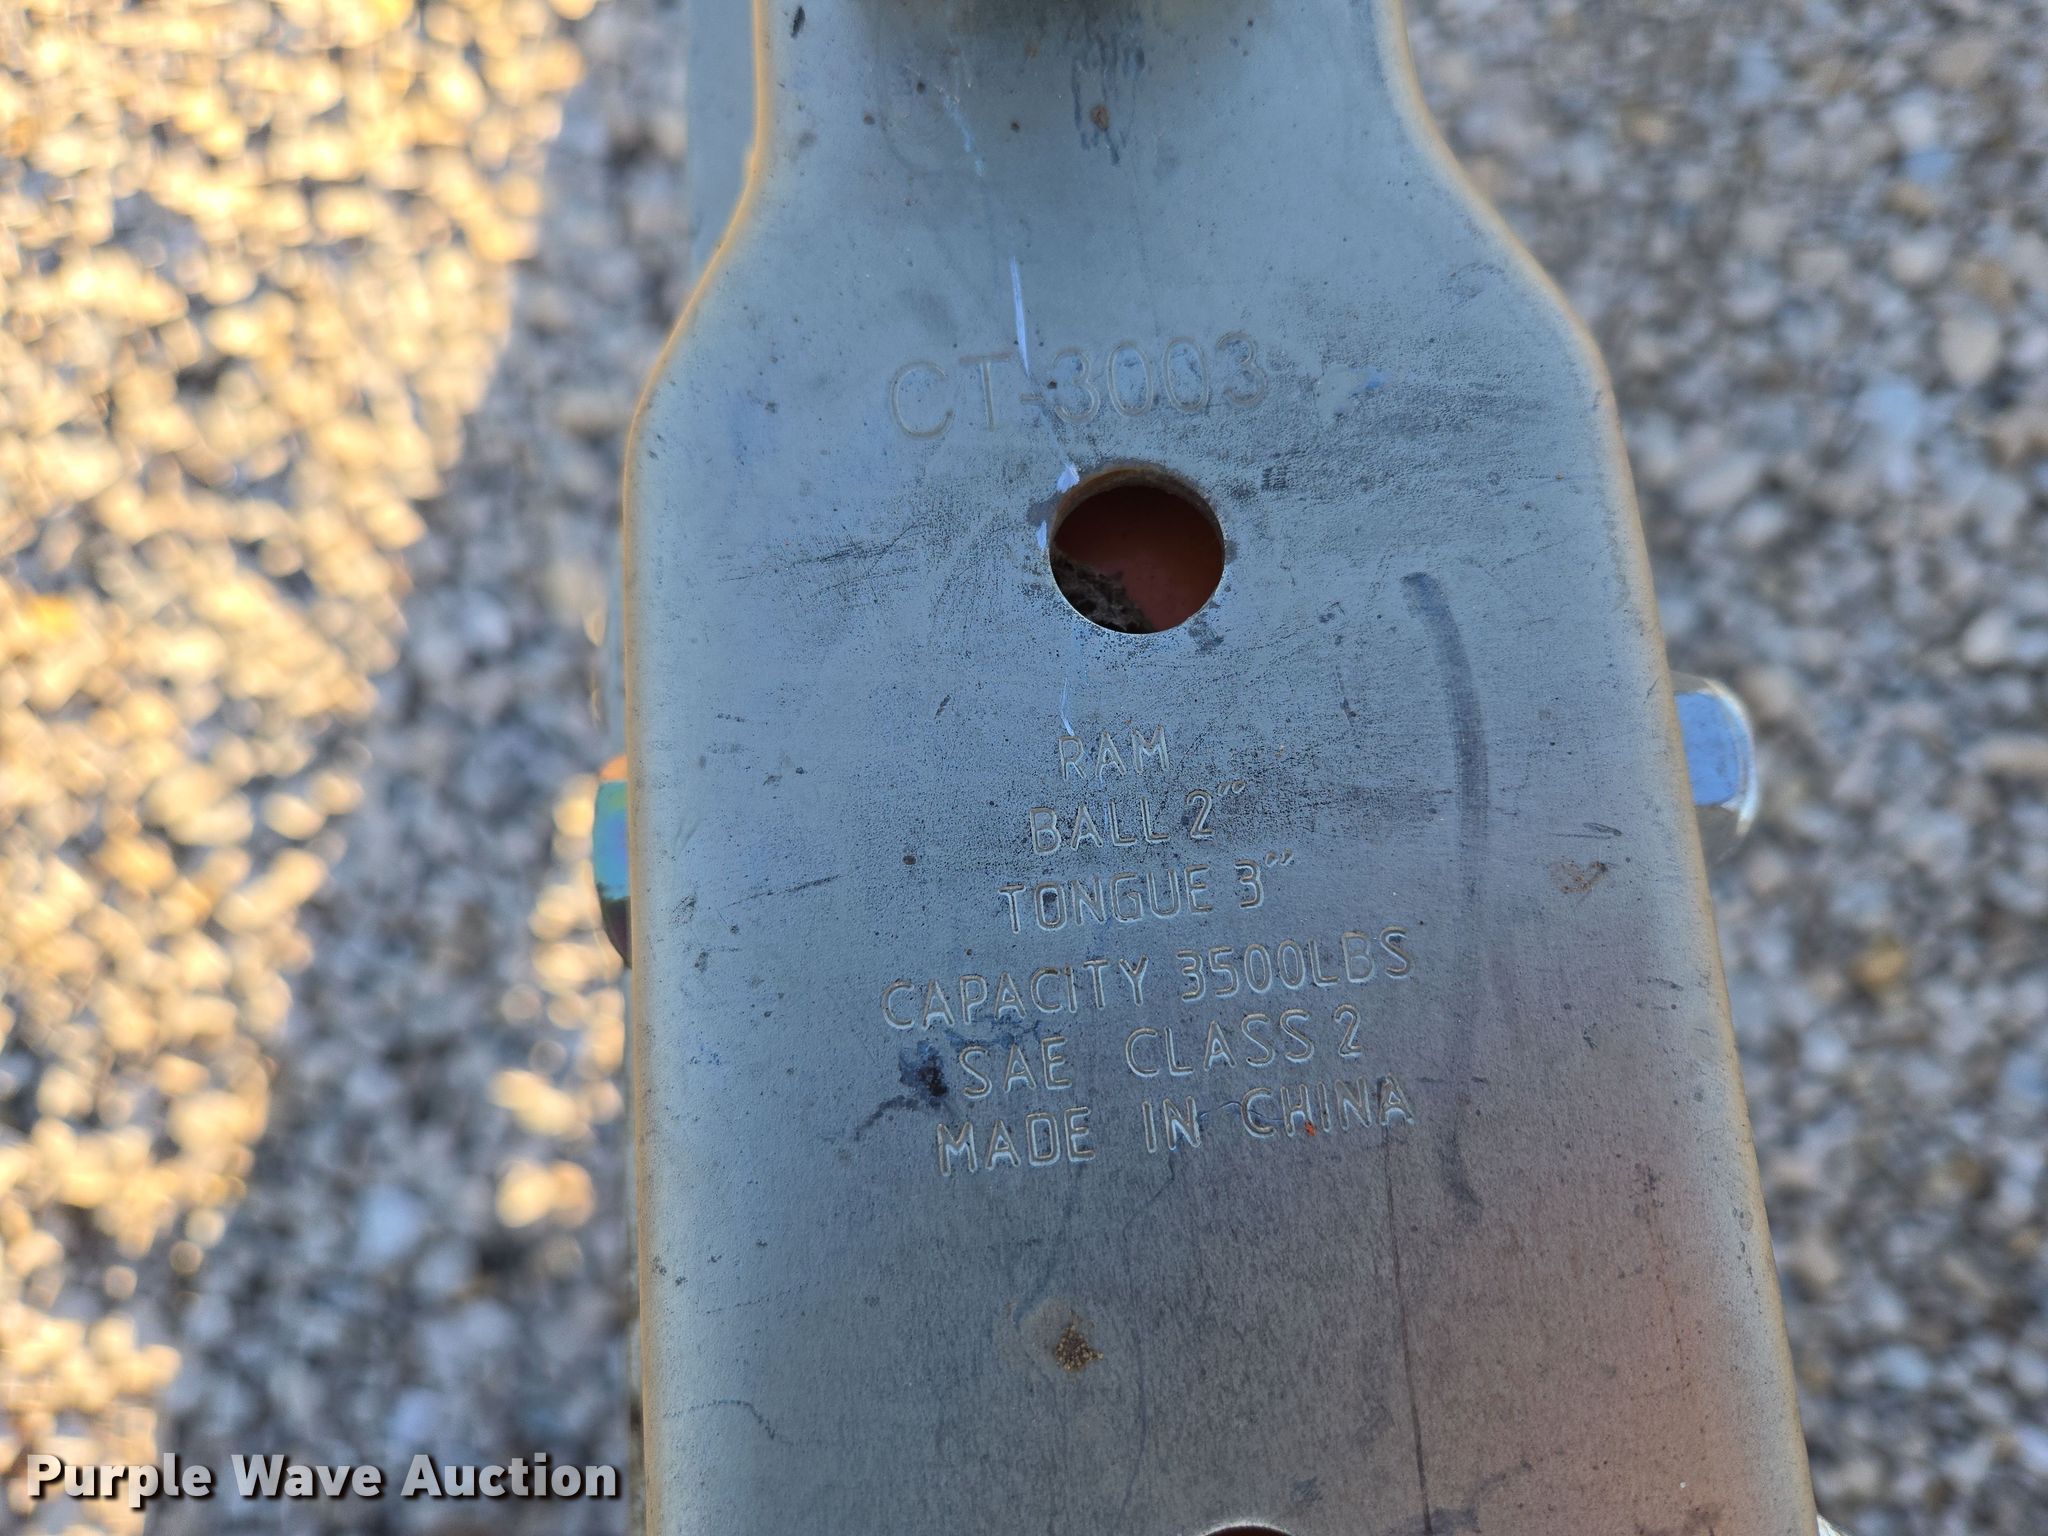 CT-3003
RAM
BALL 2"
TONGUE 3"
CAPACITY 3500LBS
SAE CLASS 2
MADE IN CHINA
Purple Wave Auction